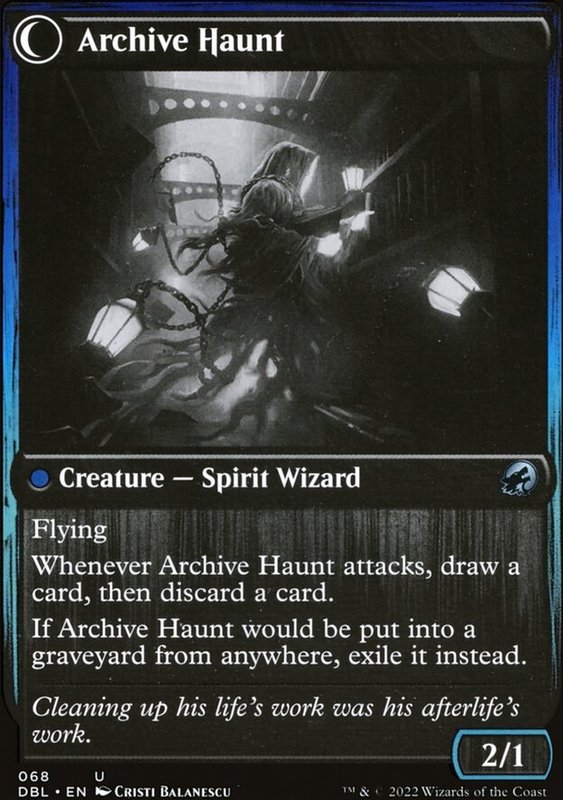 Archive Haunt
Creature — Spirit Wizard
Flying
Whenever Archive Haunt attacks, draw a
card, then discard a card.
If Archive Haunt would be put into a
graveyard from anywhere, exile it instead.
Cleaning up his life's work was his afterlife's
work.
2/1
068 U
DBL • EN Cristi Balanescu
™ & © 2022 Wizards of the Coast